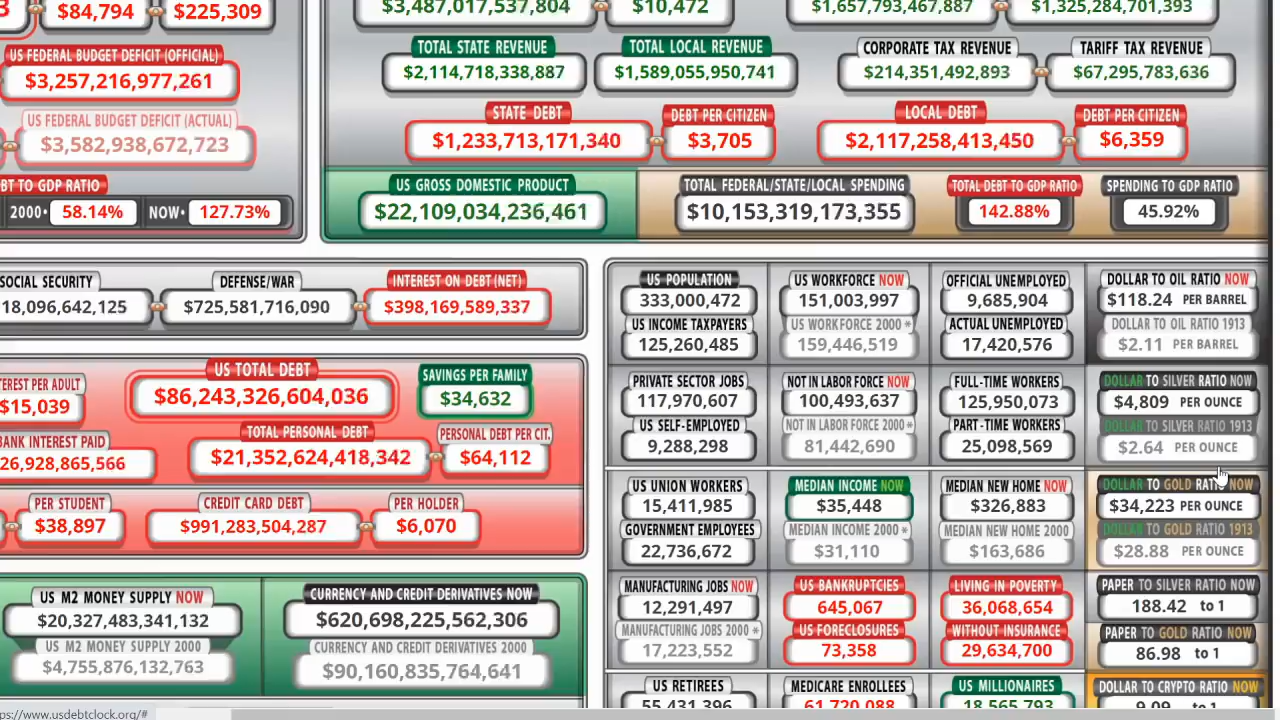 3
$84,794
$225,309
$3,487,017,537,804
$10,472
$1,657,793,467,887
$1,325,284,701,393
US FEDERAL BUDGET DEFICIT (OFFICIAL)
$3,257,216,977,261
US FEDERAL BUDGET DEFICIT (ACTUAL)
$3,582,938,672,723
BT TO GDP RATIO
2000• 58.14% NOW• 127.73%
TOTAL STATE REVENUE
$2,114,718,338,887
TOTAL LOCAL REVENUE
$1,589,055,950,741
CORPORATE TAX REVENUE
$214,351,492,893
TARIFF TAX REVENUE
$67,295,783,636
STATE DEBT
$1,233,713,171,340
DEBT PER CITIZEN
$3,705
LOCAL DEBT
$2,117,258,413,450
DEBT PER CITIZEN
$6,359
US GROSS DOMESTIC PRODUCT
$22,109,034,236,461
TOTAL FEDERAL/STATE/LOCAL SPENDING
$10,153,319,173,355
TOTAL DEBT TO GDP RATIO
142.88%
SPENDING TO GDP RATIO
45.92%
SOCIAL SECURITY
18,096,642,125
DEFENSE/WAR
$725,581,716,090
INTEREST ON DEBT (NET)
$398,169,589,337
TEREST PER ADULT
$15,039
US TOTAL DEBT
$86,243,326,604,036
SAVINGS PER FAMILY
$34,632
BANK INTEREST PAID
26,928,865,566
TOTAL PERSONAL DEBT
$21,352,624,418,342
PERSONAL DEBT PER CIT.
$64,112
PER STUDENT
$38,897
CREDIT CARD DEBT
$991,283,504,287
PER HOLDER
$6,070
US M2 MONEY SUPPLY NOW
$20,327,483,341,132
US M2 MONEY SUPPLY 2000
$4,755,876,132,763
CURRENCY AND CREDIT DERIVATIVES NOW
$620,698,225,562,306
CURRENCY AND CREDIT DERIVATIVES 2000
$90,160,835,764,641
US POPULATION
333,000,472
US INCOME TAXPAYERS
125,260,485
US WORKFORCE NOW
151,003,997
US WORKFORCE 2000 *
159,446,519
OFFICIAL UNEMPLOYED
9,685,904
ACTUAL UNEMPLOYED
17,420,576
DOLLAR TO OIL RATIO NOW
$118.24 PER BARREL
DOLLAR TO OIL RATIO 1913
$2.11 PER BARREL
PRIVATE SECTOR JOBS
117,970,607
US SELF-EMPLOYED
9,288,298
NOT IN LABOR FORCE NOW
100,493,637
NOT IN LABOR FORCE 2000 *
81,442,690
FULL-TIME WORKERS
125,950,073
PART-TIME WORKERS
25,098,569
DOLLAR TO SILVER RATIO NOW
$4,809 PER OUNCE
DOLLAR TO SILVER RATIO 1913
$2.64 PER OUNCE
US UNION WORKERS
15,411,985
GOVERNMENT EMPLOYEES
22,736,672
MEDIAN INCOME NOW
$35,448
MEDIAN INCOME 2000 *
$31,110
MEDIAN NEW HOME NOW
$326,883
MEDIAN NEW HOME 2000
$163,686
DOLLAR TO GOLD RATIO NOW
$34,223 PER OUNCE
DOLLAR TO GOLD RATIO 1913
$28.88 PER OUNCE
MANUFACTURING JOBS NOW
12,291,497
MANUFACTURING JOBS 2000 *
17,223,552
US BANKRUPTCIES
645,067
US FORECLOSURES
73,358
LIVING IN POVERTY
36,068,654
WITHOUT INSURANCE
29,634,700
PAPER TO SILVER RATIO NOW
188.42 to 1
PAPER TO GOLD RATIO NOW
86.98 to 1
US RETIREES
55,431,396
MEDICARE ENROLLEES
61,720,088
US MILLIONAIRES
18,565,793
DOLLAR TO CRYPTO RATIO NOW
9.09 to 1
ps://www.usdebtclock.org/#